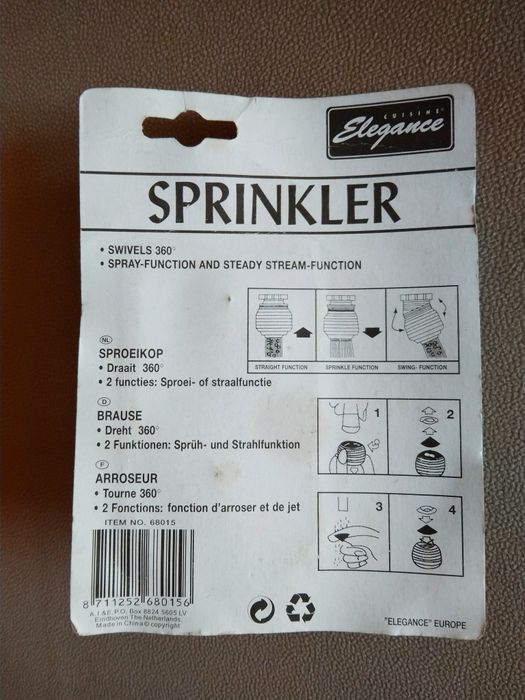 CUISINE
Elegance
SPRINKLER
• SWIVELS 360°
• SPRAY-FUNCTION AND STEADY STREAM-FUNCTION
STRAIGHT FUNCTION
SPRINKLE FUNCTION
SWING- FUNCTION
NL
SPROEIKOP
• Draait 360°
• 2 functies: Sproei- of straalfunctie
D
BRAUSE
• Dreht 360°
• 2 Funktionen: Sprüh- und Strahlfunktion
F
ARROSEUR
• Tourne 360°
• 2 Fonctions: fonction d'arroser et de jet
1
2
3
4
ITEM NO. 68015
8 711252 680156
A.I.&E.P.O. Box 8824 5605 LV
Eindhoven The Netherlands.
Made in China © copyright
"ELEGANCE" EUROPE